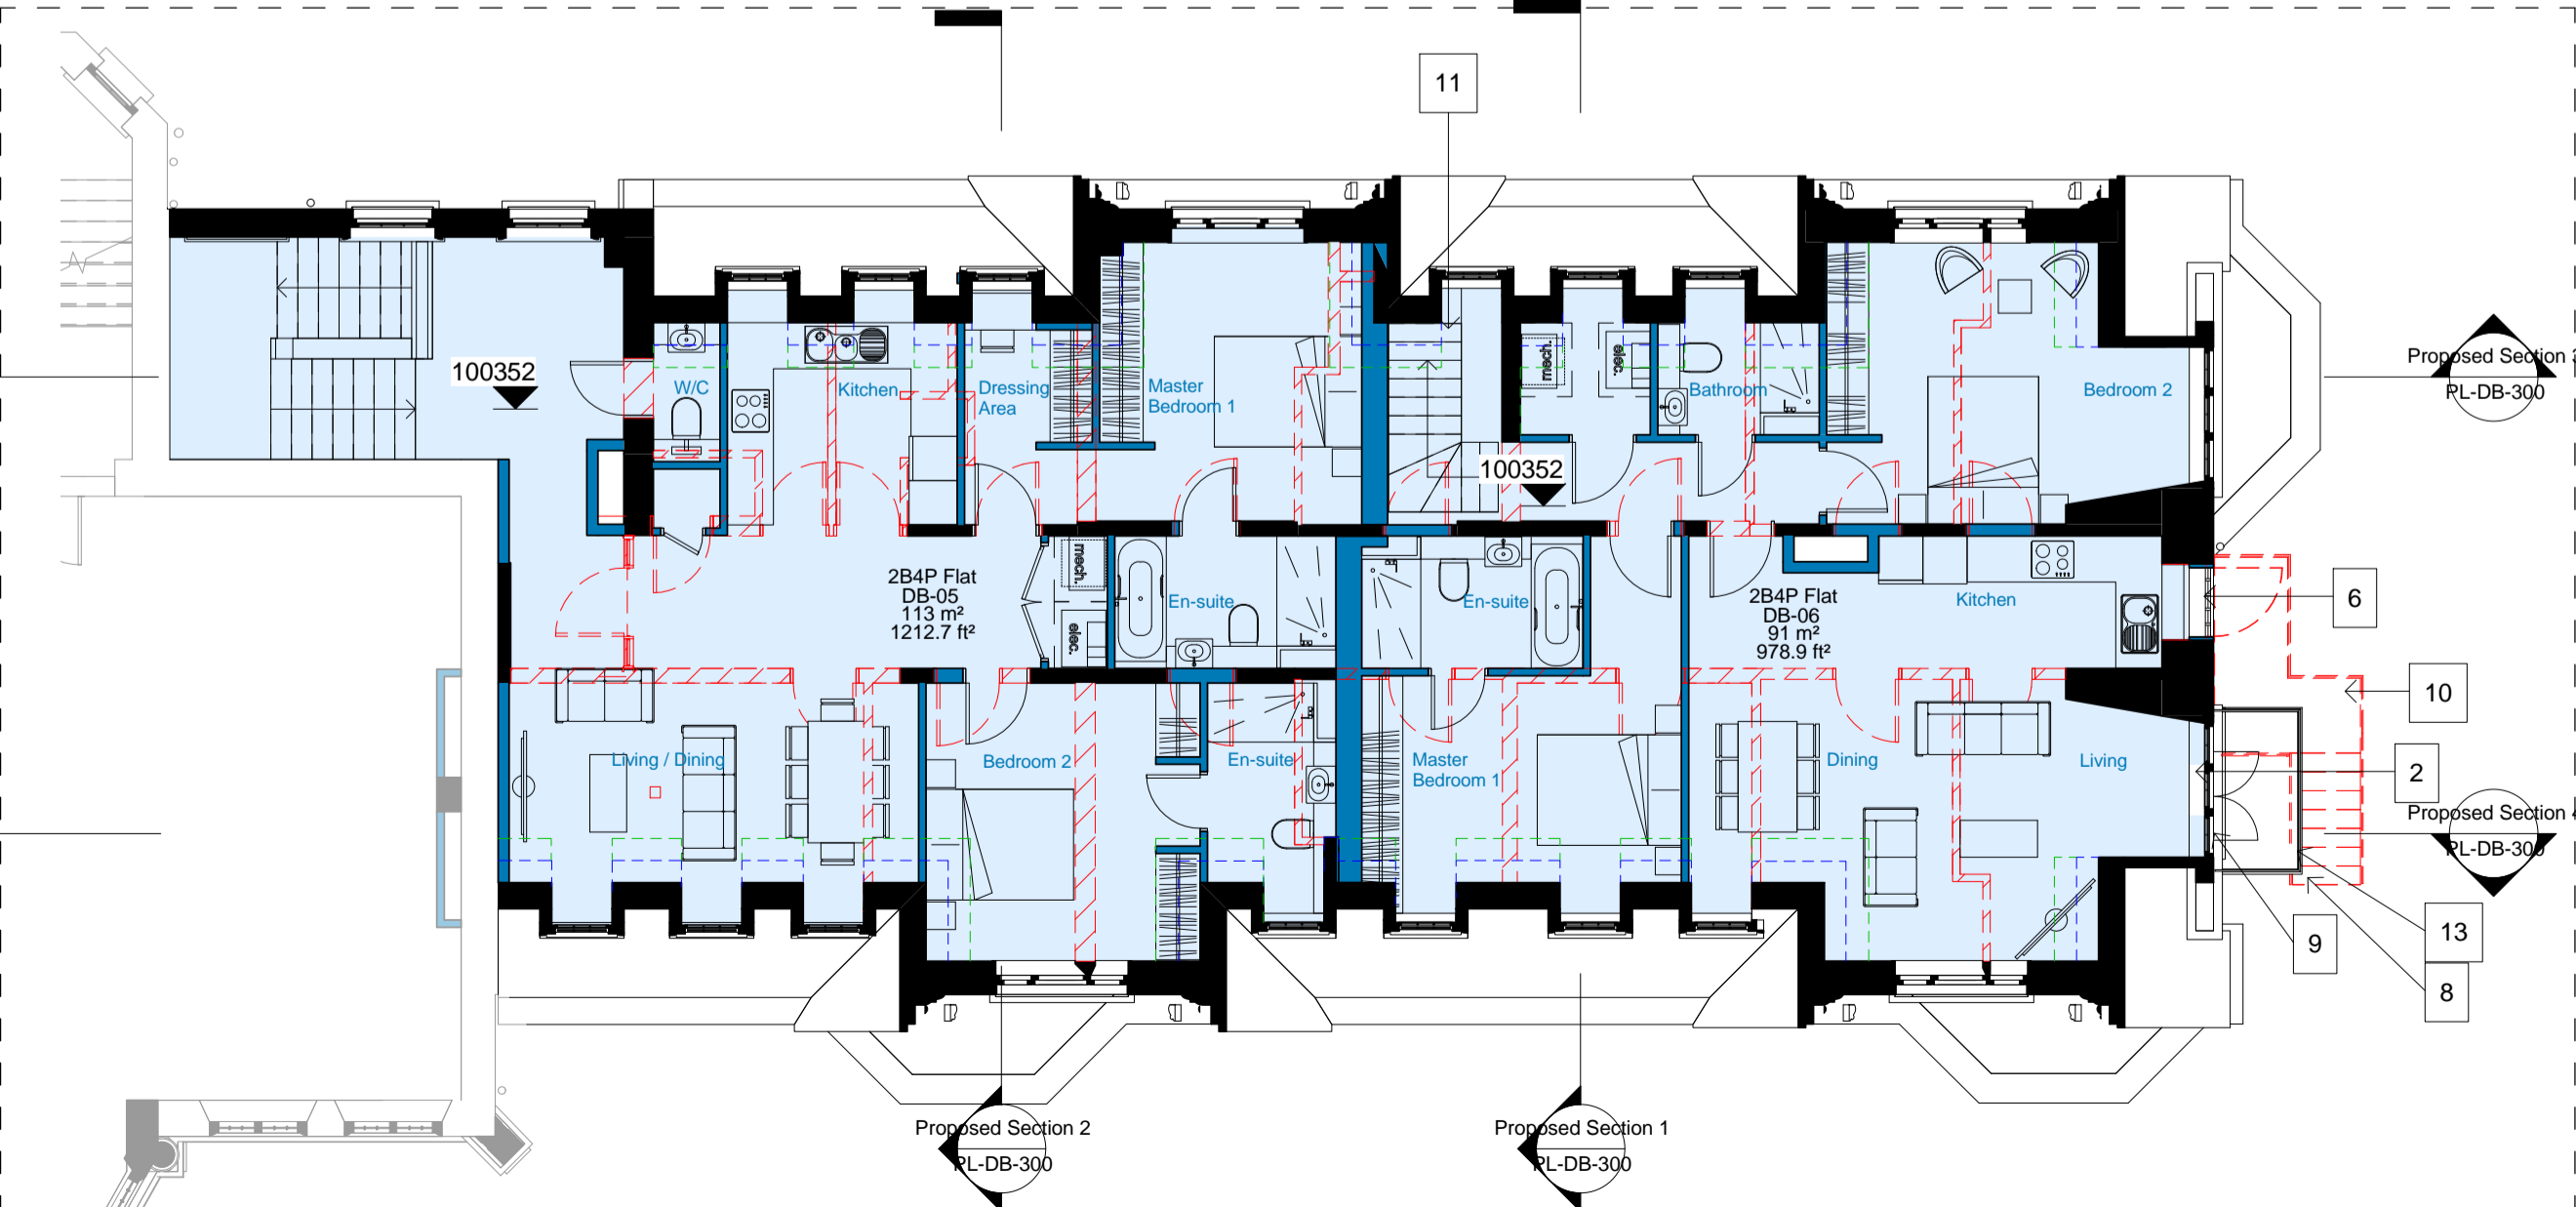 11
Proposed Section 3
PL-DB-300
100352
W/C
Kitchen
Dressing
Area
Master
Bedroom 1
mech.
elec.
Bathroom
Bedroom 2
100352
2B4P Flat
DB-05
113 m²
1212.7 ft²
mech.
elec.
En-suite
En-suite
2B4P Flat
DB-06
91 m²
978.9 ft²
Kitchen
6
10
Living / Dining
Bedroom 2
En-suite
Master
Bedroom 1
Dining
Living
2
Proposed Section
PL-DB-300
9
13
8
Proposed Section 2
PL-DB-300
Proposed Section 1
PL-DB-300